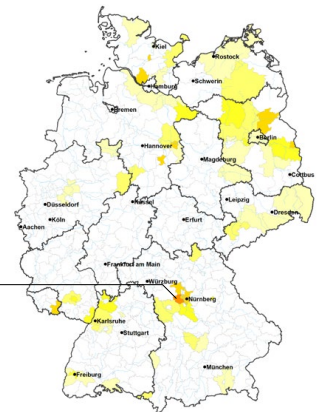 Kiel
Rostock
Schwerin
Hamburg
Bremen
Berlin
Hannover
Magdeburg
Cottbus
Düsseldorf
Kassel
Leipzig
Köln
Erfurt
Dresden
Aachen
Frankfurt am Main
Würzburg
Nürnberg
Karlsruhe
Stuttgart
München
Freiburg